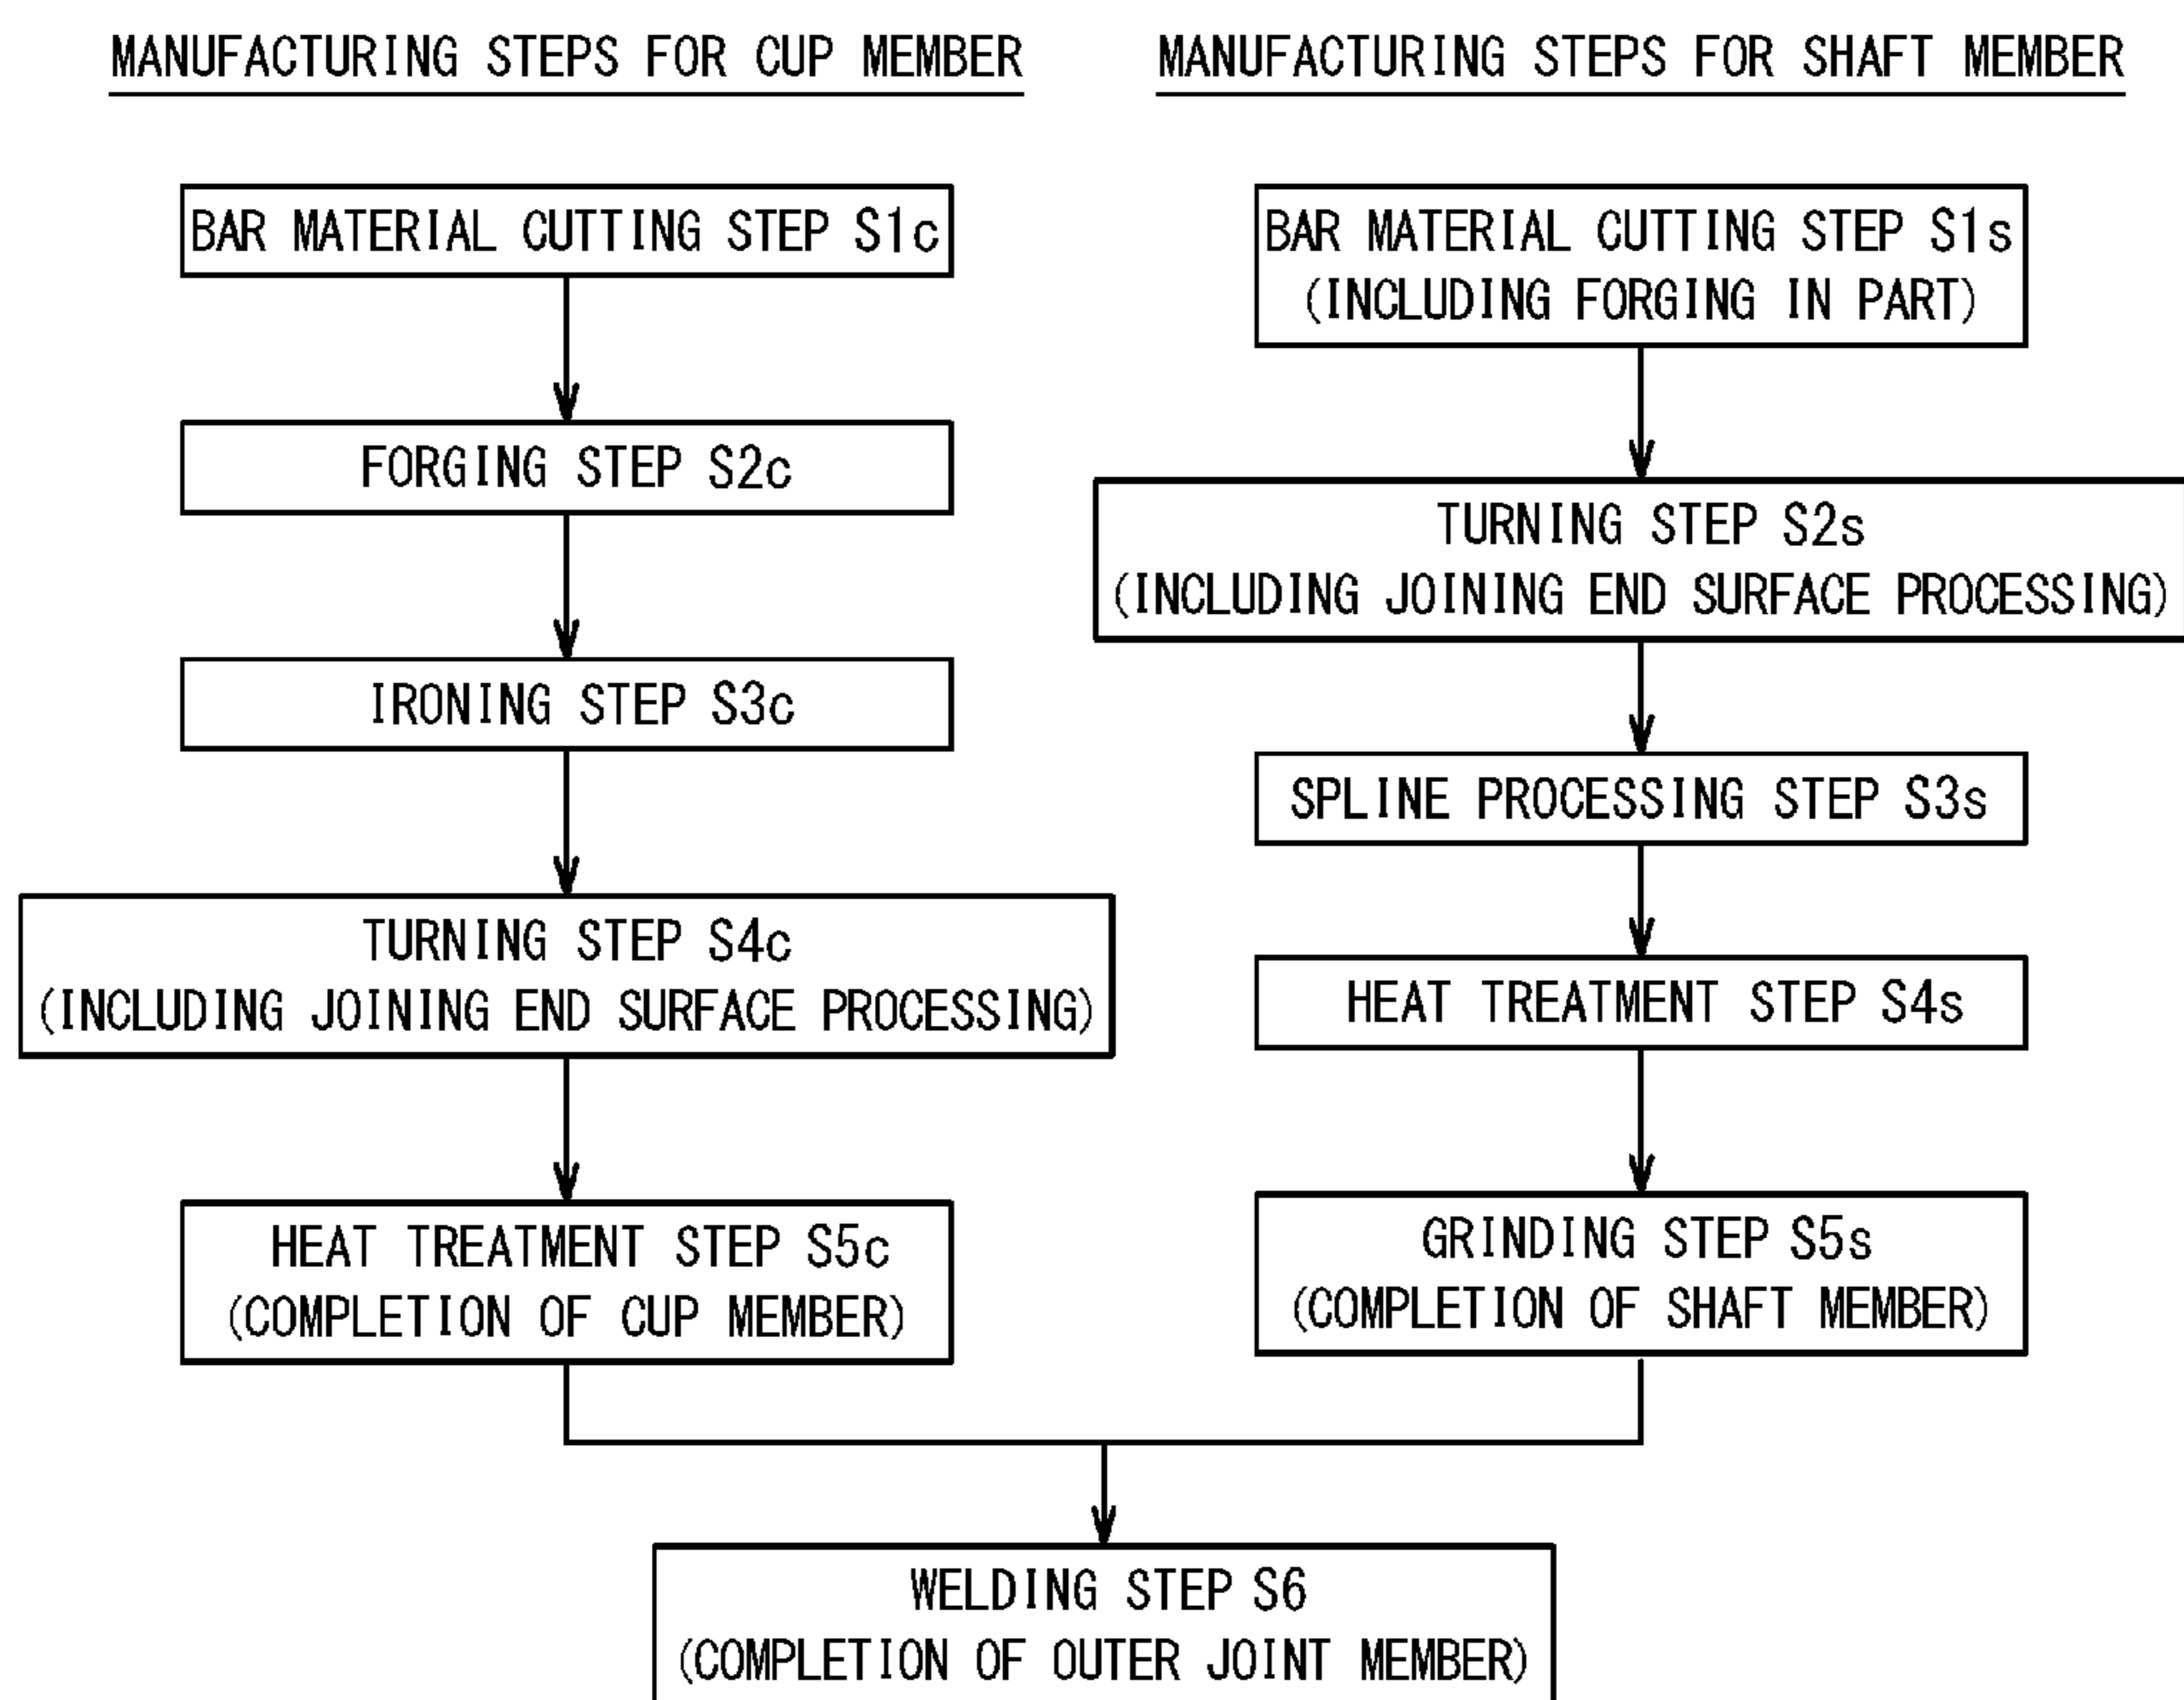 MANUFACTURING STEPS FOR CUP MEMBER
BAR MATERIAL CUTTING STEP S1c
FORGING STEP S2c
IRONING STEP S3c
TURNING STEP S4c
(INCLUDING JOINING END SURFACE PROCESSING)
HEAT TREATMENT STEP S5c
(COMPLETION OF CUP MEMBER)
MANUFACTURING STEPS FOR SHAFT MEMBER
BAR MATERIAL CUTTING STEP S1s
(INCLUDING FORGING IN PART)
TURNING STEP S2s
(INCLUDING JOINING END SURFACE PROCESSING)
SPLINE PROCESSING STEP S3s
HEAT TREATMENT STEP S4s
GRINDING STEP S5s
(COMPLETION OF SHAFT MEMBER)
WELDING STEP S6
(COMPLETION OF OUTER JOINT MEMBER)